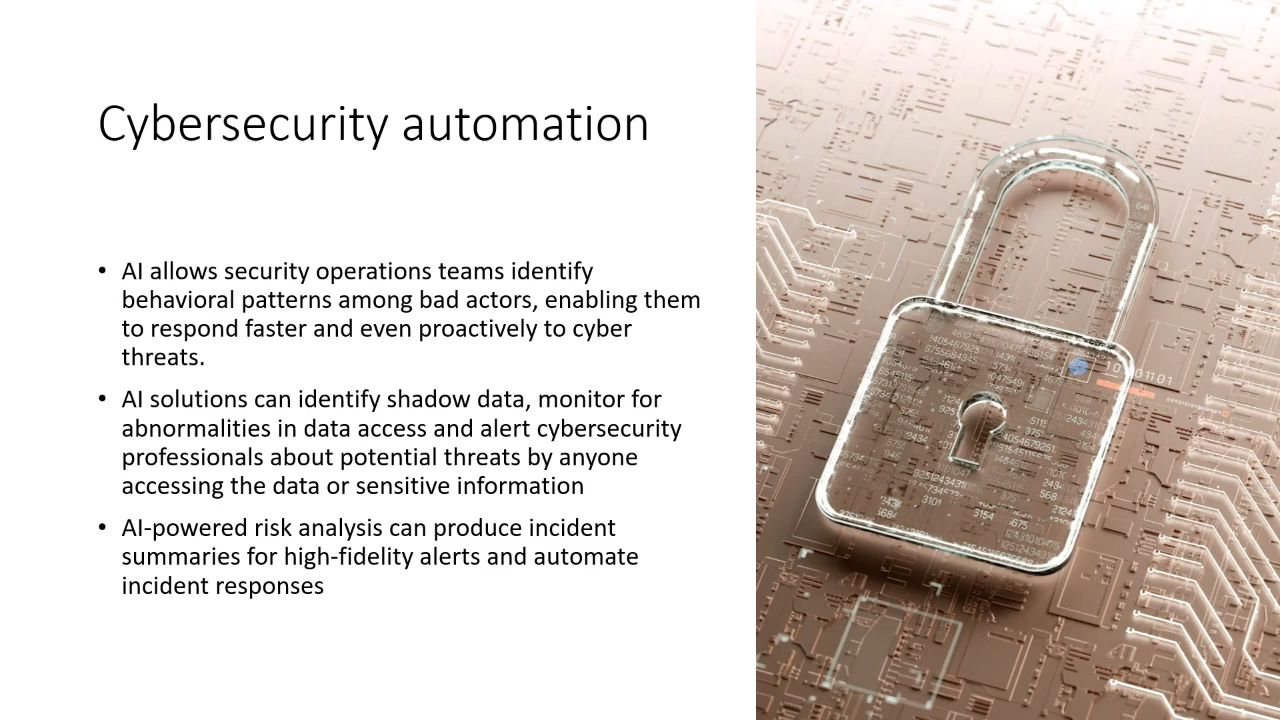 Cybersecurity automation
• AI allows security operations teams identify
behavioral patterns among bad actors, enabling them
to respond faster and even proactively to cyber
threats.
• AI solutions can identify shadow data, monitor for
abnormalities in data access and alert cybersecurity
professionals about potential threats by anyone
accessing the data or sensitive information
• AI-powered risk analysis can produce incident
summaries for high-fidelity alerts and automate
incident responses